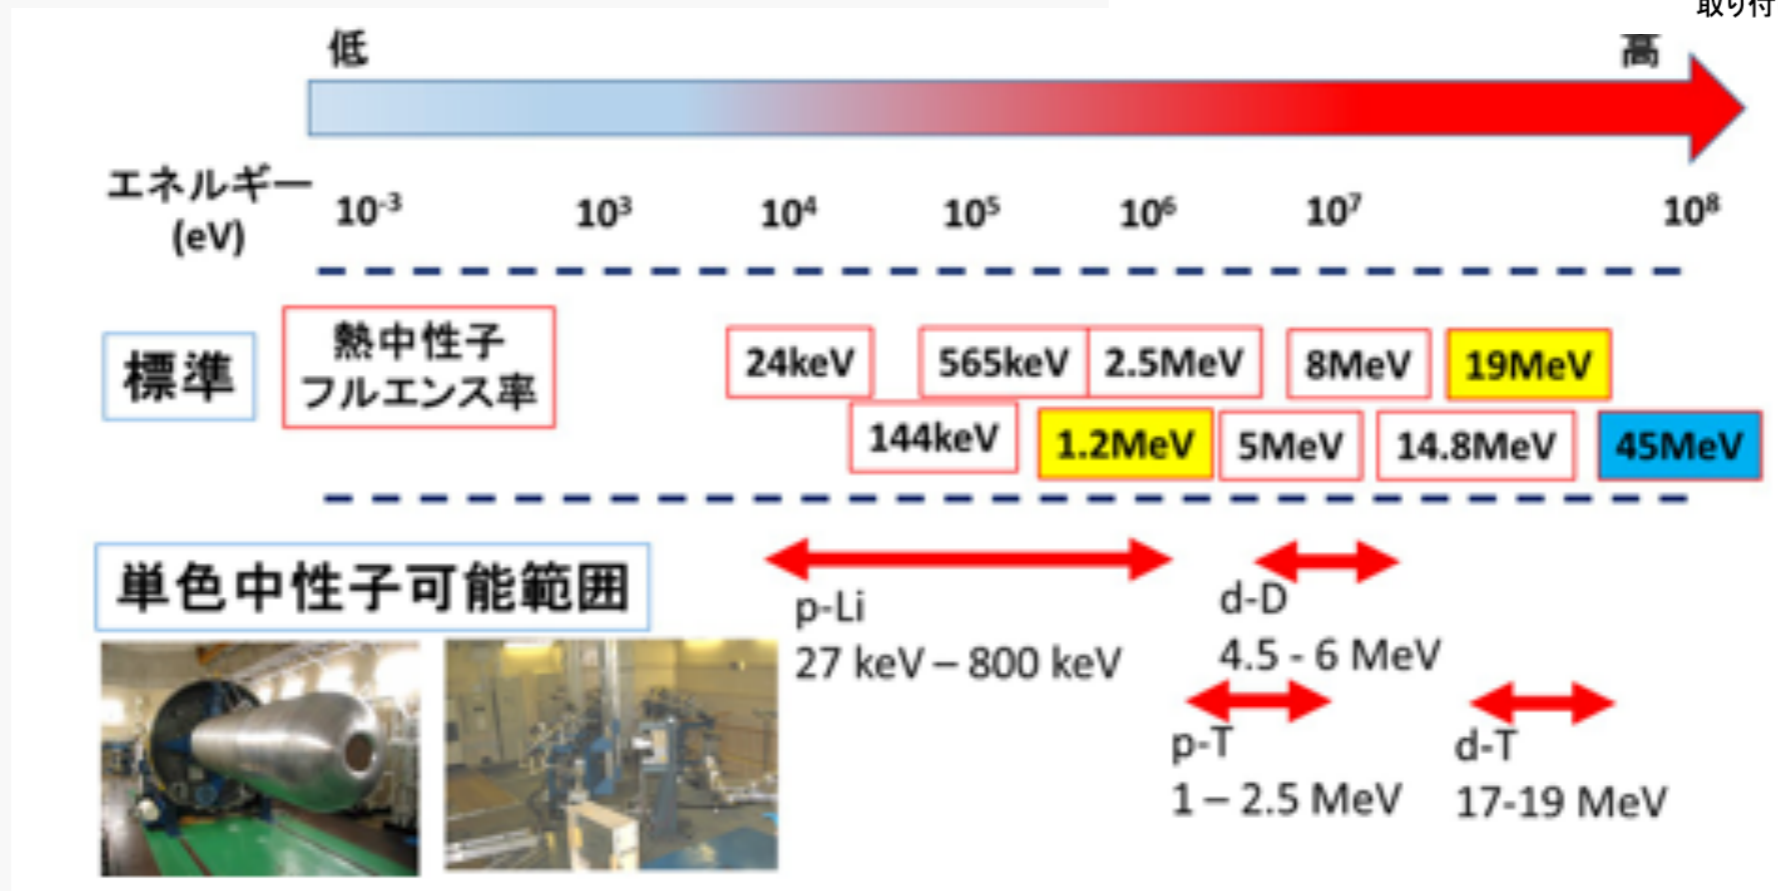 取り付
低
高
エネルギー
(eV)
10⁻³ 10³ 10⁴ 10⁵ 10⁶ 10⁷ 10⁸
標準
熱中性子
フルエンス率
24keV 565keV 2.5MeV 8MeV 19MeV
144keV 1.2MeV 5MeV 14.8MeV 45MeV
単色中性子可能範囲
p-Li
27 keV – 800 keV
d-D
4.5 - 6 MeV
p-T
1 – 2.5 MeV
d-T
17-19 MeV